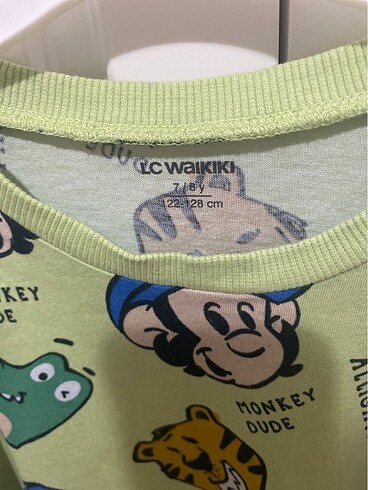 LC WAIKIKI
7 / 8 y
122-128 cm
MONKEY
DUDE
MONKEY
DUDE